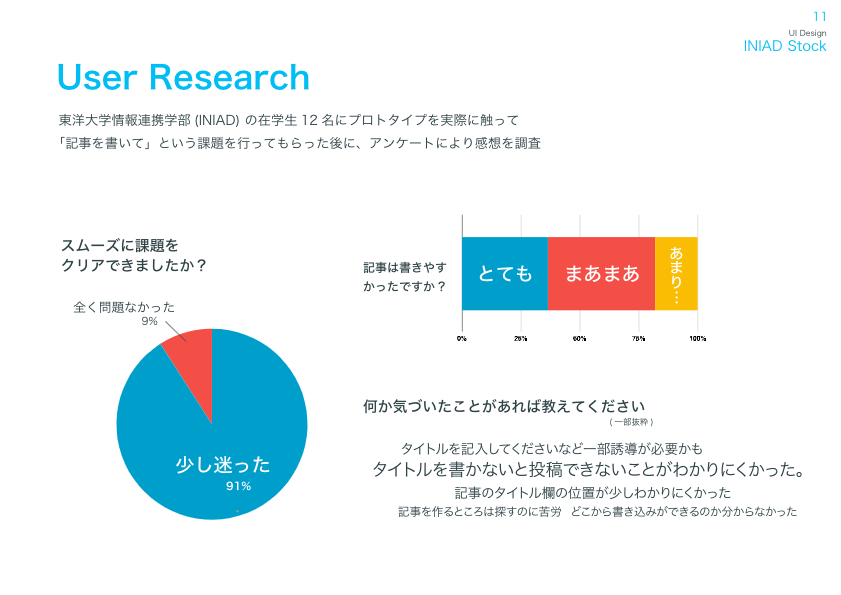 11
UI Design
INIAD Stock
User Research
東洋大学情報連携学部 (INIAD) の在学生 12 名にプロトタイプを実際に触って
「記事を書いて」という課題を行ってもらった後に、アンケートにより感想を調査
スムーズに課題を
クリアできましたか？
全く問題なかった
9%
少し迷った
91%
記事は書きやす
かったですか？
とても
まあまあ
あまり…
0%
25%
50%
75%
100%
何か気づいたことがあれば教えてください
( 一部抜粋 )
タイトルを記入してくださいなど一部誘導が必要かも
タイトルを書かないと投稿できないことがわかりにくかった。
記事のタイトル欄の位置が少しわかりにくかった
記事を作るところは探すのに苦労 どこから書き込みができるのか分からなかった